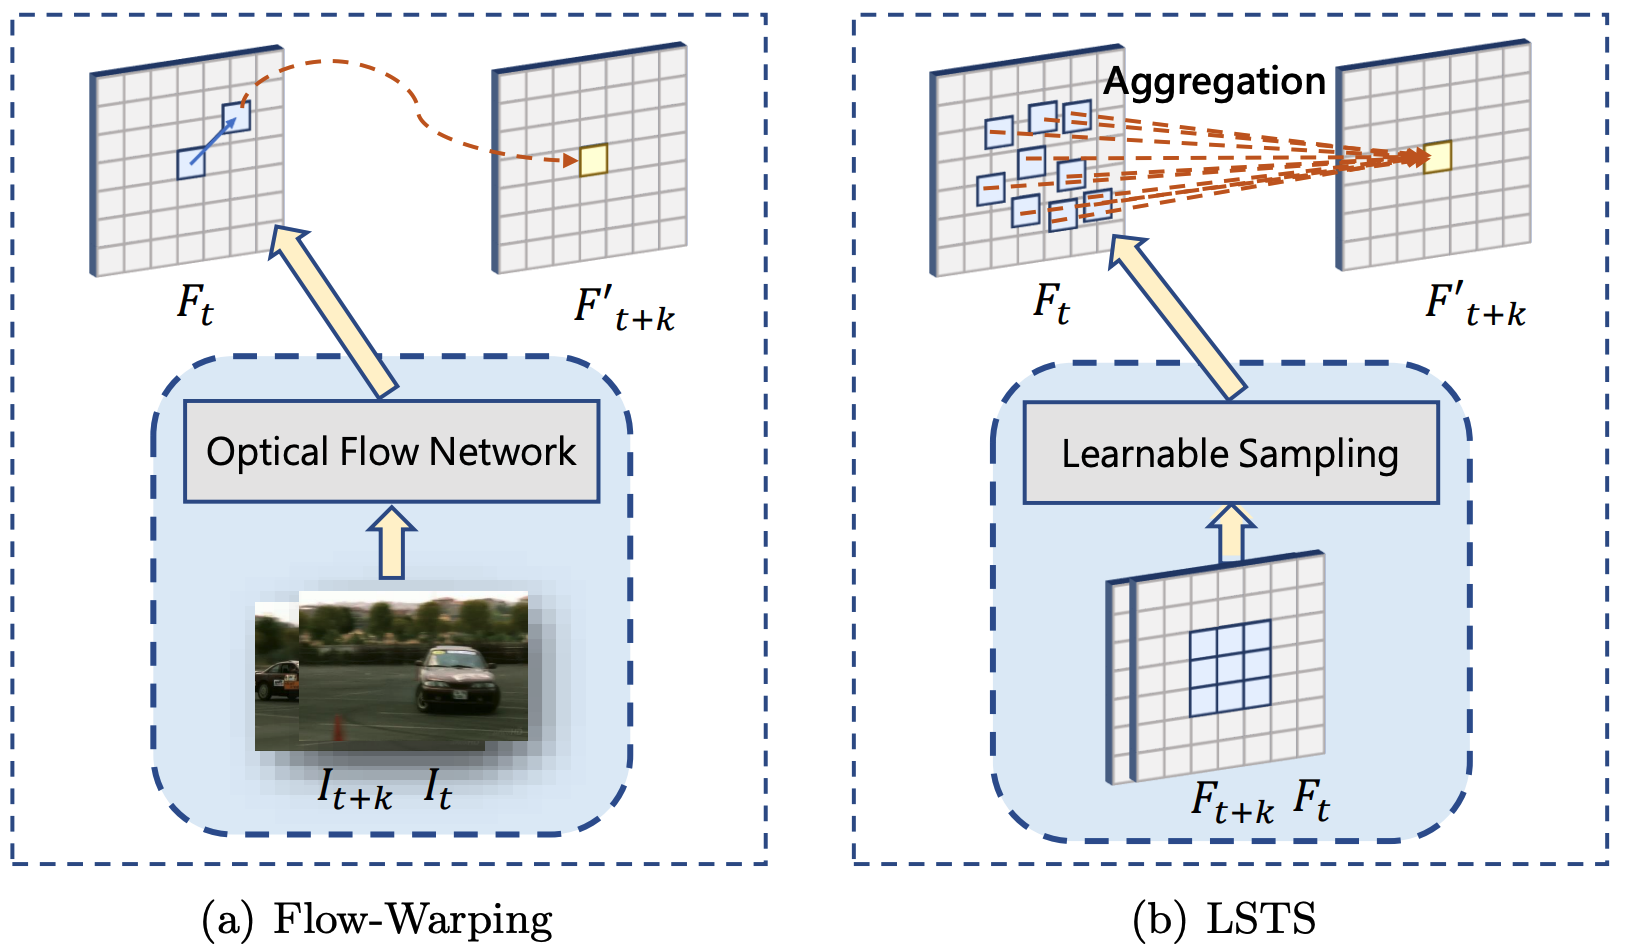 F_t
F'_{t+k}
Optical Flow Network
I_{t+k} I_t
(a) Flow-Warping
Aggregation
F_t
F'_{t+k}
Learnable Sampling
F_{t+k} F_t
(b) LSTS